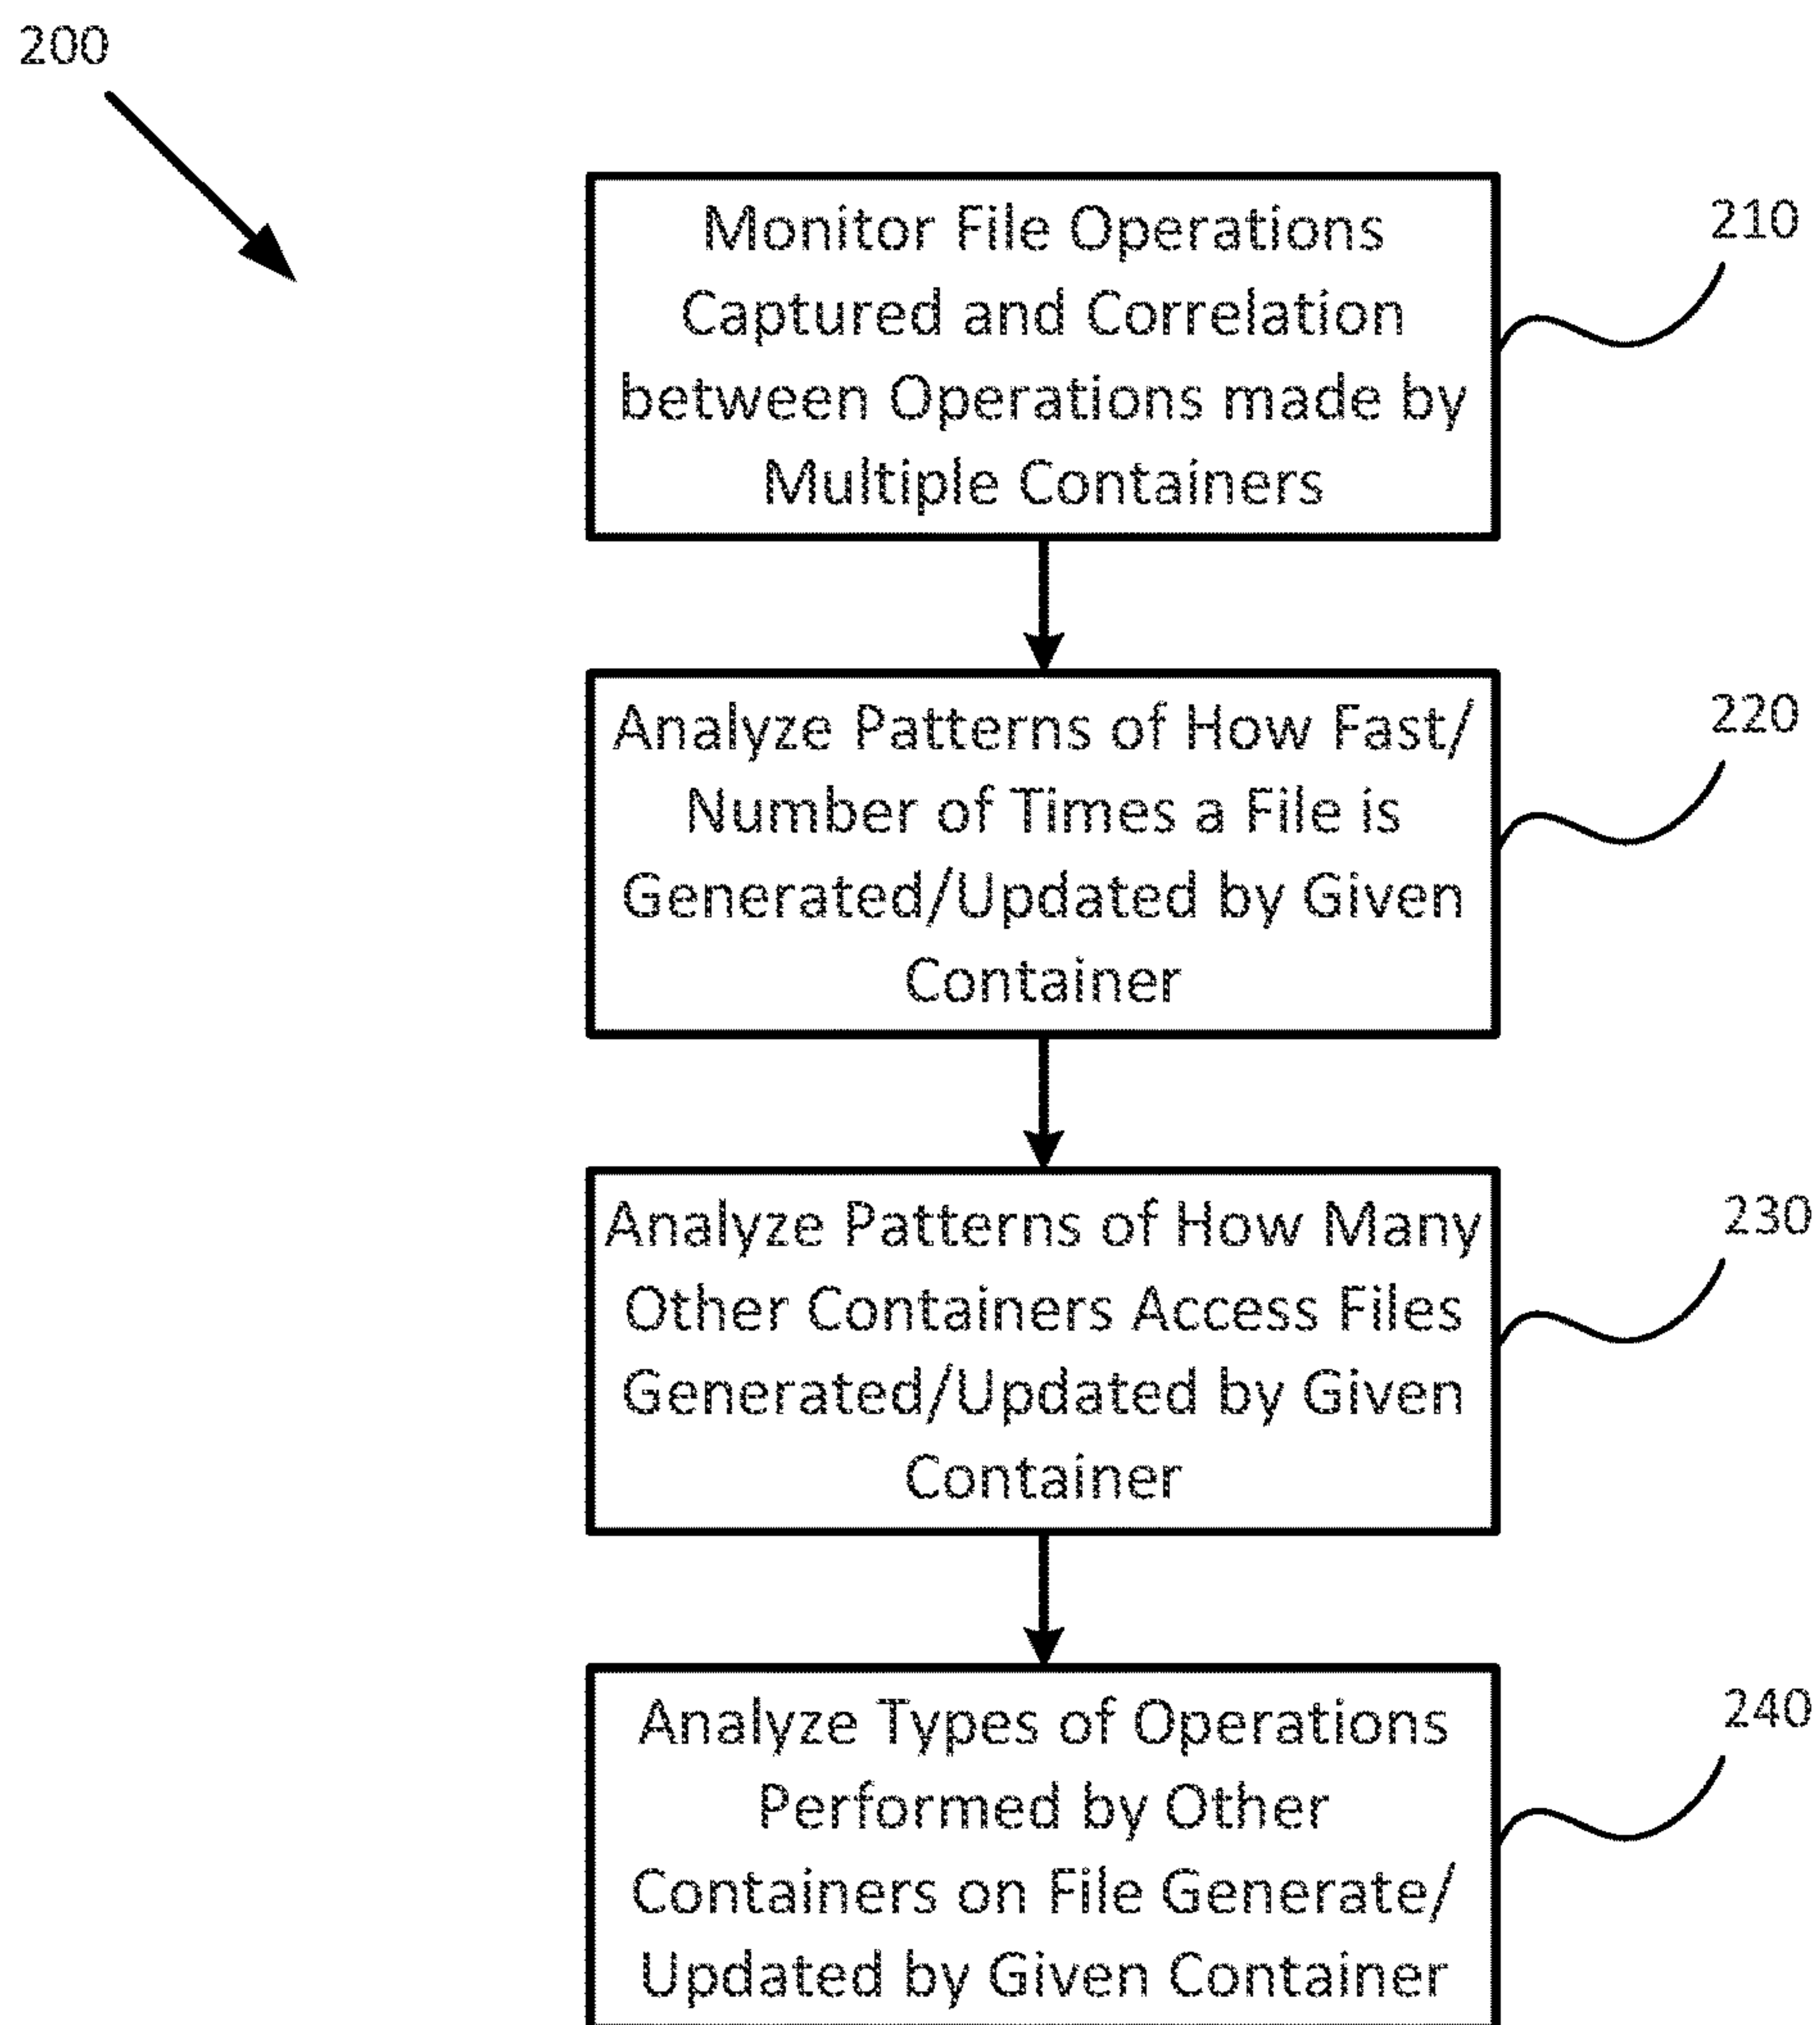 200
Monitor File Operations
Captured and Correlation
between Operations made by
Multiple Containers
210
Analyze Patterns of How Fast/
Number of Times a File is
Generated/Updated by Given
Container
220
Analyze Patterns of How Many
Other Containers Access Files
Generated/Updated by Given
Container
230
Analyze Types of Operations
Performed by Other
Containers on File Generate/
Updated by Given Container
240